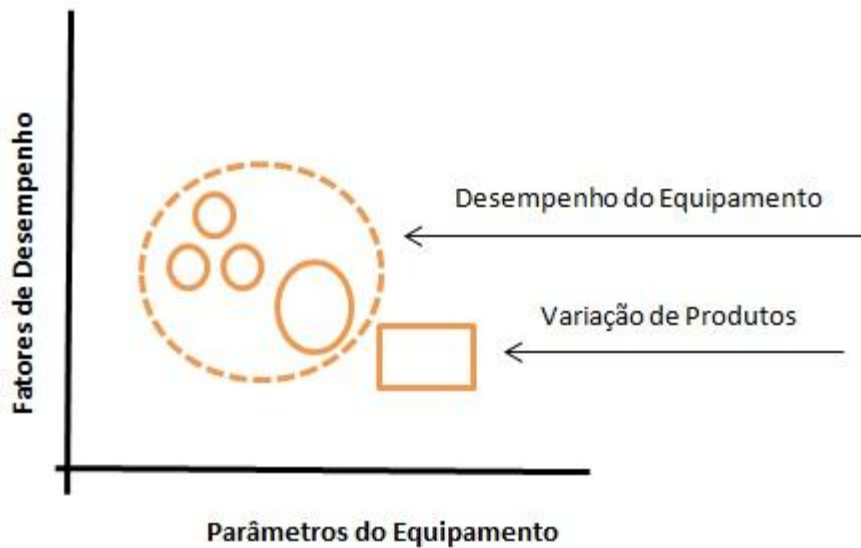 Fatores de Desempenho
Desempenho do Equipamento
Variação de Produtos
Parâmetros do Equipamento